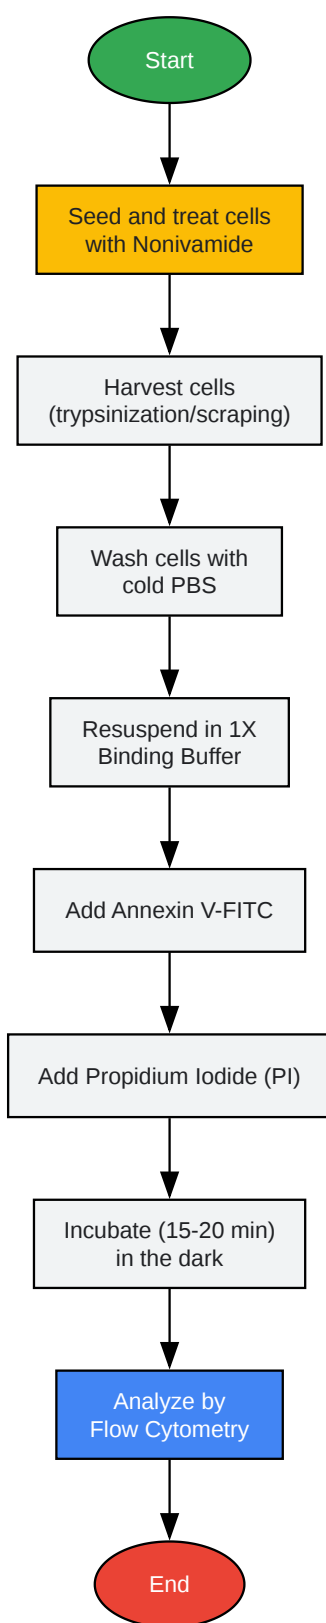 Start
Seed and treat cells
with Nonivamide
Harvest cells
(trypsinization/scraping)
Wash cells with
cold PBS
Resuspend in 1X
Binding Buffer
Add Annexin V-FITC
Add Propidium Iodide (PI)
Incubate (15-20 min)
in the dark
Analyze by
Flow Cytometry
End